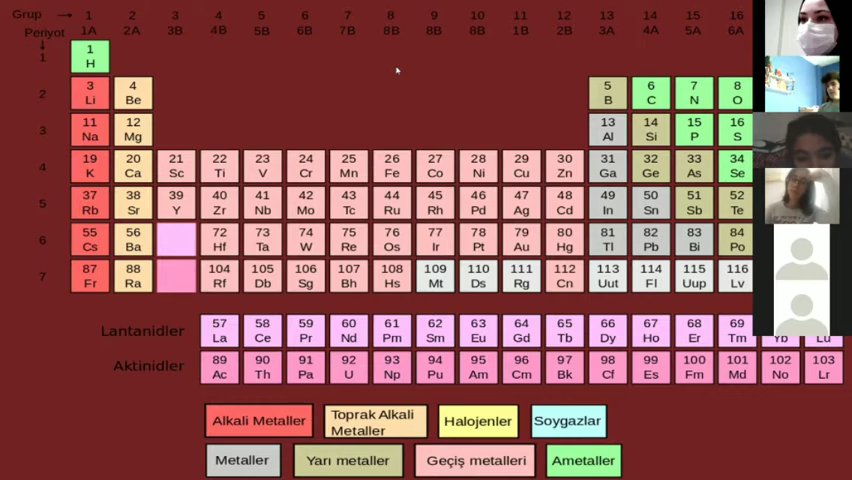 Grup → 1 2 3 4 5 6 7 8 9 10 11 12 13 14 15 16
Periyot 1A 2A 3B 4B 5B 6B 7B 8B 8B 8B 1B 2B 3A 4A 5A 6A
1 1
H
2 3 4 5 6 7 8
Li Be B C N O
3 11 12 13 14 15 16
Na Mg Al Si P S
4 19 20 21 22 23 24 25 26 27 28 29 30 31 32 33 34
K Ca Sc Ti V Cr Mn Fe Co Ni Cu Zn Ga Ge As Se
5 37 38 39 40 41 42 43 44 45 46 47 48 49 50 51 52
Rb Sr Y Zr Nb Mo Tc Ru Rh Pd Ag Cd In Sn Sb Te
6 55 56 72 73 74 75 76 77 78 79 80 81 82 83 84
Cs Ba Hf Ta W Re Os Ir Pt Au Hg Tl Pb Bi Po
7 87 88 104 105 106 107 108 109 110 111 112 113 114 115 116
Fr Ra Rf Db Sg Bh Hs Mt Ds Rg Cn Uut Fl Uup Lv
Lantanidler 57 58 59 60 61 62 63 64 65 66 67 68 69
La Ce Pr Nd Pm Sm Eu Gd Tb Dy Ho Er Tm Yb Lu
Aktinidler 89 90 91 92 93 94 95 96 97 98 99 100 101 102 103
Ac Th Pa U Np Pu Am Cm Bk Cf Es Fm Md No Lr
Alkali Metaller Toprak Alkali Metaller Halojenler Soygazlar
Metaller Yarı metaller Geçiş metalleri Ametaller